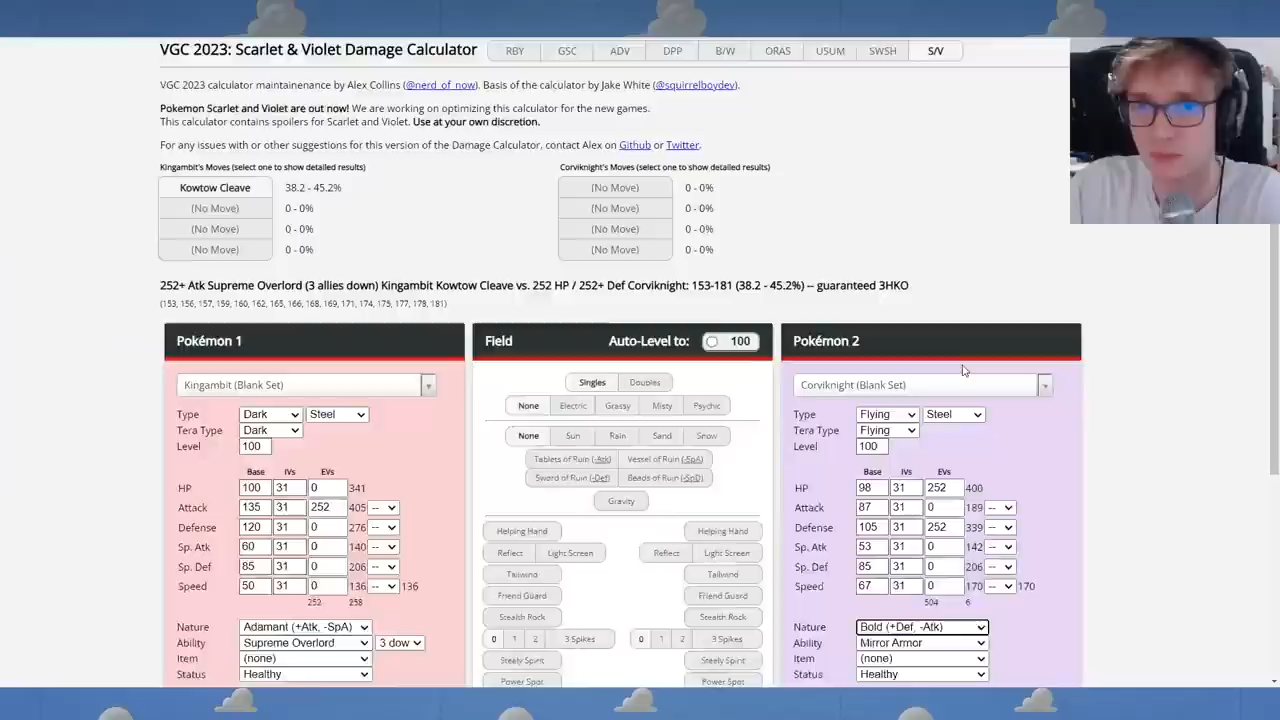 VGC 2023: Scarlet & Violet Damage Calculator
RBY GSC ADV DPP B/W ORAS USUM SWSH S/V
VGC 2023 calculator maintainenance by Alex Collins (@nerd_of_now). Basis of the calculator by Jake White (@squirrelboydev).
Pokemon Scarlet and Violet are out now! We are working on optimizing this calculator for the new games.
This calculator contains spoilers for Scarlet and Violet. Use at your own discretion.
For any issues with or other suggestions for this version of the Damage Calculator, contact Alex on Github or Twitter.
Kingambit's Moves (select one to show detailed results)
Kowtow Cleave 38.2 - 45.2%
(No Move) 0 - 0%
(No Move) 0 - 0%
(No Move) 0 - 0%
Corviknight's Moves (select one to show detailed results)
(No Move) 0 - 0%
(No Move) 0 - 0%
(No Move) 0 - 0%
(No Move) 0 - 0%
252+ Atk Supreme Overlord (3 allies down) Kingambit Kowtow Cleave vs. 252 HP / 252+ Def Corviknight: 153-181 (38.2 - 45.2%) -- guaranteed 3HKO
(153, 156, 157, 159, 160, 162, 165, 166, 168, 169, 171, 174, 175, 177, 178, 181)
Pokémon 1
Kingambit (Blank Set)
Type Dark Steel
Tera Type Dark
Level 100
Base IVs EVs
HP 100 31 0 341
Attack 135 31 252 405 --
Defense 120 31 0 276 --
Sp. Atk 60 31 0 140 --
Sp. Def 85 31 0 206 --
Speed 50 31 0 136 -- 136
252 258
Nature Adamant (+Atk, -SpA)
Ability Supreme Overlord 3 dow
Item (none)
Status Healthy
Field Auto-Level to: 100
Singles Doubles
None Electric Grassy Misty Psychic
None Sun Rain Sand Snow
Tablets of Ruin (-Atk) Vessel of Ruin (-SpA)
Sword of Ruin (-Def) Beads of Ruin (-SpD)
Gravity
Helping Hand Helping Hand
Reflect Light Screen Reflect Light Screen
Tailwind Tailwind
Friend Guard Friend Guard
Stealth Rock Stealth Rock
0 1 2 3 Spikes 0 1 2 3 Spikes
Steely Spirit Steely Spirit
Power Spot Power Spot
Pokémon 2
Corviknight (Blank Set)
Type Flying Steel
Tera Type Flying
Level 100
Base IVs EVs
HP 98 31 252 400
Attack 87 31 0 189 --
Defense 105 31 252 339 --
Sp. Atk 53 31 0 142 --
Sp. Def 85 31 0 206 --
Speed 67 31 0 170 -- 170
504 6
Nature Bold (+Def, -Atk)
Ability Mirror Armor
Item (none)
Status Healthy